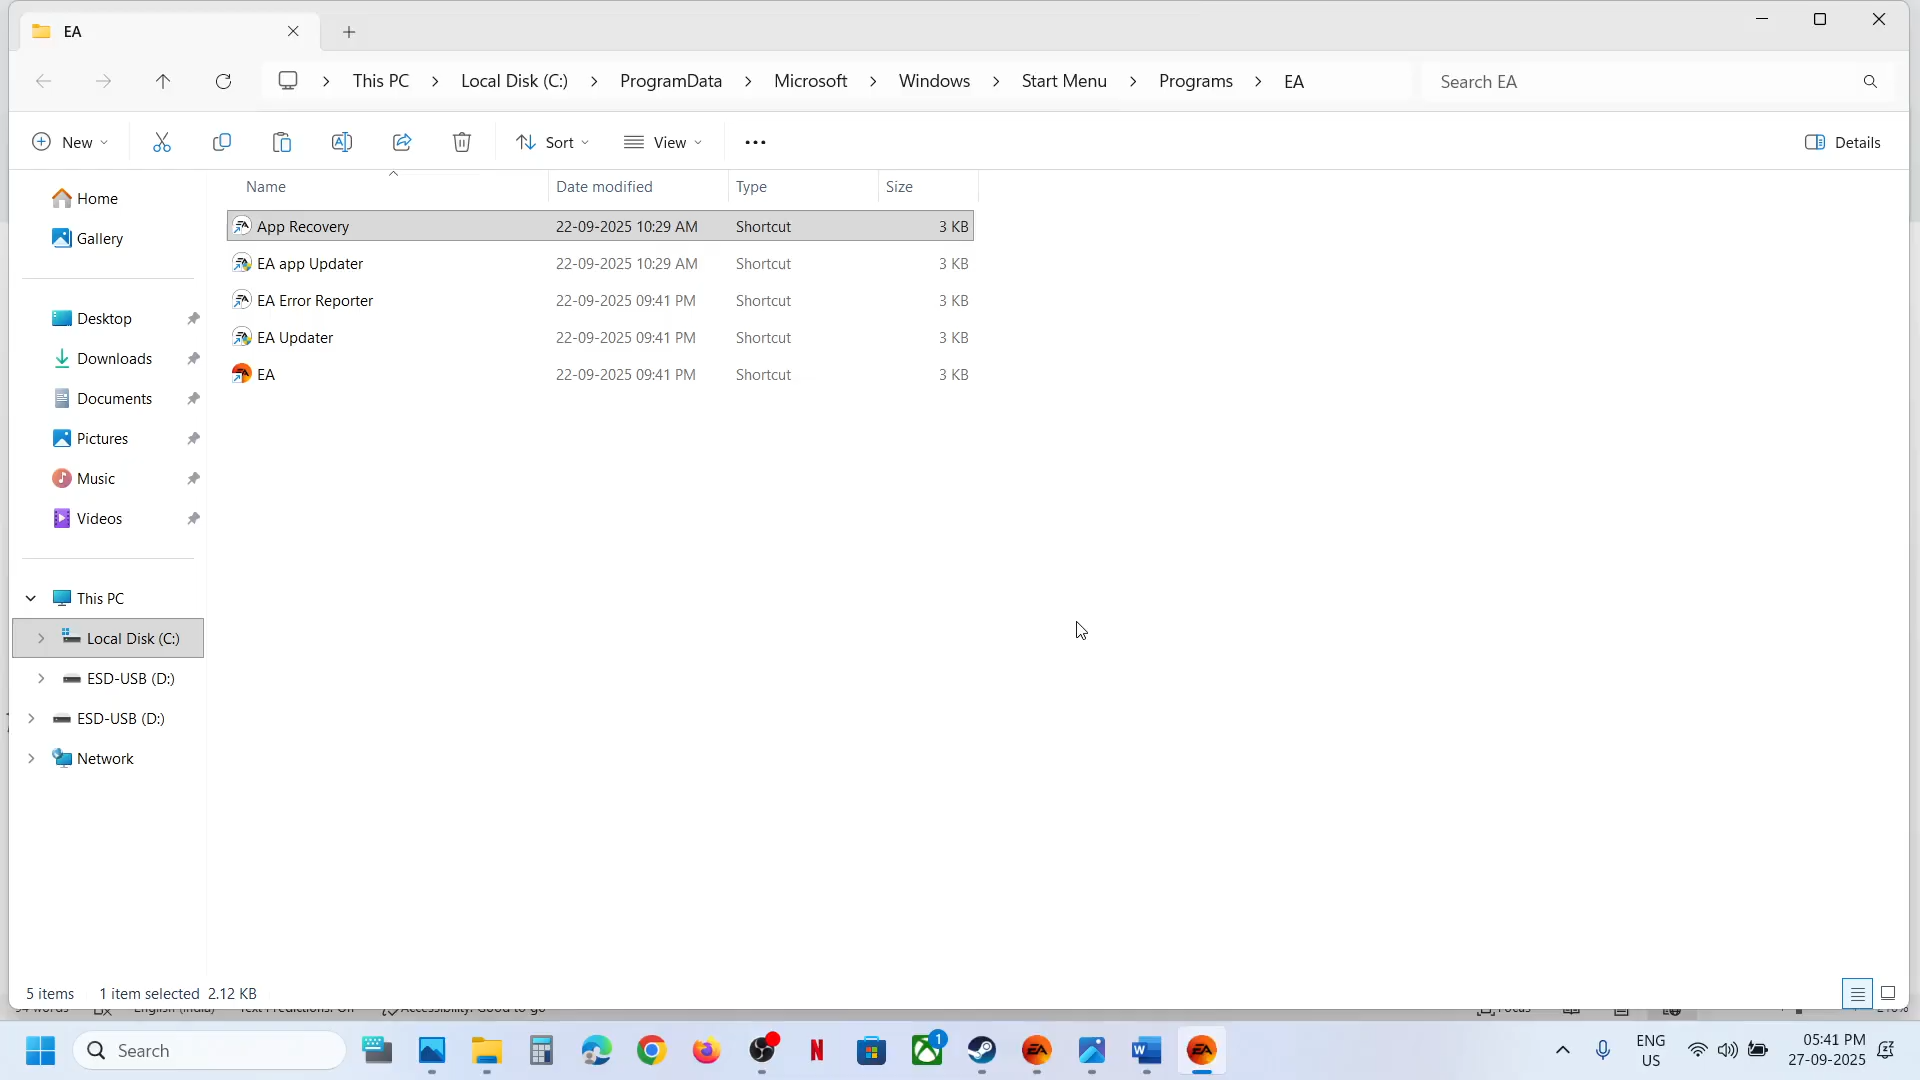 EA
This PC
Local Disk (C:)
ProgramData
Microsoft
Windows
Start Menu
Programs
EA
Search EA
New
Sort
View
Details
Name
Date modified
Type
Size
App Recovery 22-09-2025 10:29 AM Shortcut 3 KB
EA app Updater 22-09-2025 10:29 AM Shortcut 3 KB
EA Error Reporter 22-09-2025 09:41 PM Shortcut 3 KB
EA Updater 22-09-2025 09:41 PM Shortcut 3 KB
EA 22-09-2025 09:41 PM Shortcut 3 KB
Home
Gallery
Desktop
Downloads
Documents
Pictures
Music
Videos
This PC
Local Disk (C:)
ESD-USB (D:)
ESD-USB (D:)
Network
5 items 1 item selected 2.12 KB
Search
1
ENG
US
05:41 PM
27-09-2025